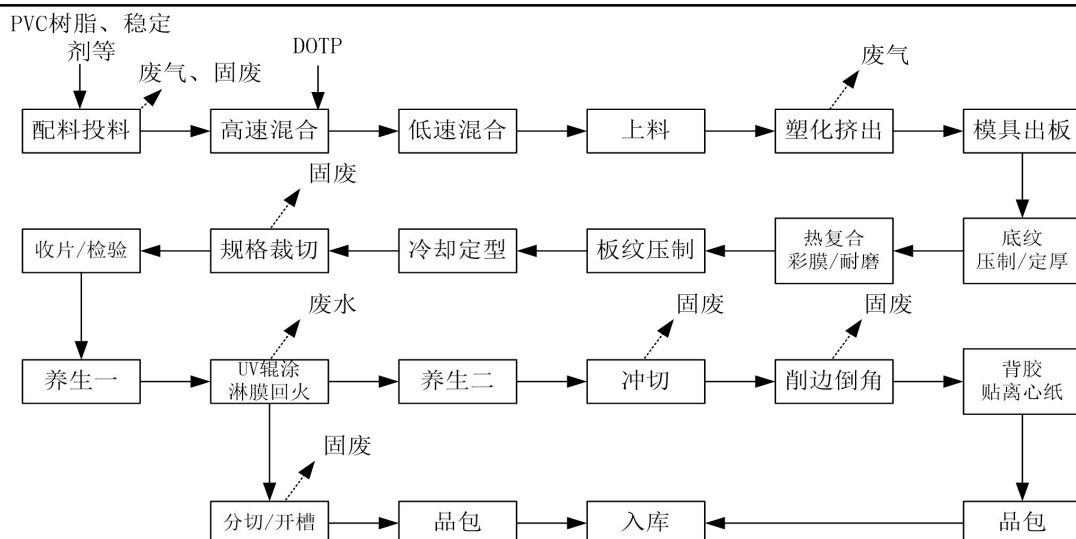 PVC树脂、稳定
剂等
DOTP
废气、固废
废气
配料投料
高速混合
低速混合
上料
塑化挤出
模具出板
固废
收片/检验
规格裁切
冷却定型
板纹压制
热复合
彩膜/耐磨
底纹
压制/定厚
废水
固废
固废
养生一
UV辊涂
淋膜回火
养生二
冲切
削边倒角
背胶
贴离心纸
固废
分切/开槽
品包
入库
品包